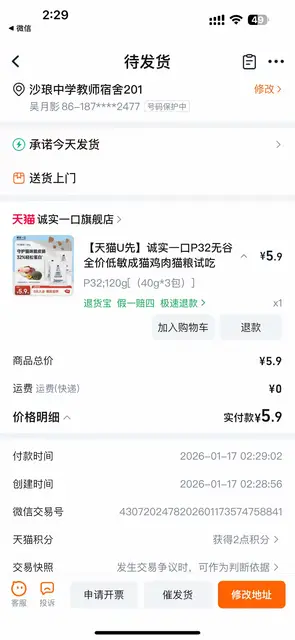 2:29
49
微信
待发货
沙琅中学教师宿舍201
修改
吴月影 86-187****2477 号码保护中
承诺今天发货
送货上门
天猫 诚实一口旗舰店
【天猫U先】诚实一口P32无谷全价低敏成猫鸡肉猫粮试吃
¥5.9
P32;120g[（40g*3包）]
退货宝 假一赔四 极速退款
x1
加入购物车
退款
商品总价
¥5.9
运费 运费(快递)
¥0
价格明细
实付款¥5.9
付款时间
2026-01-17 02:29:02
创建时间
2026-01-17 02:28:56
微信交易号
4307202478202601173574758841
天猫积分
获得2点积分
交易快照
发生交易争议时，可作为判断依据
客服
投诉
申请开票
催发货
修改地址